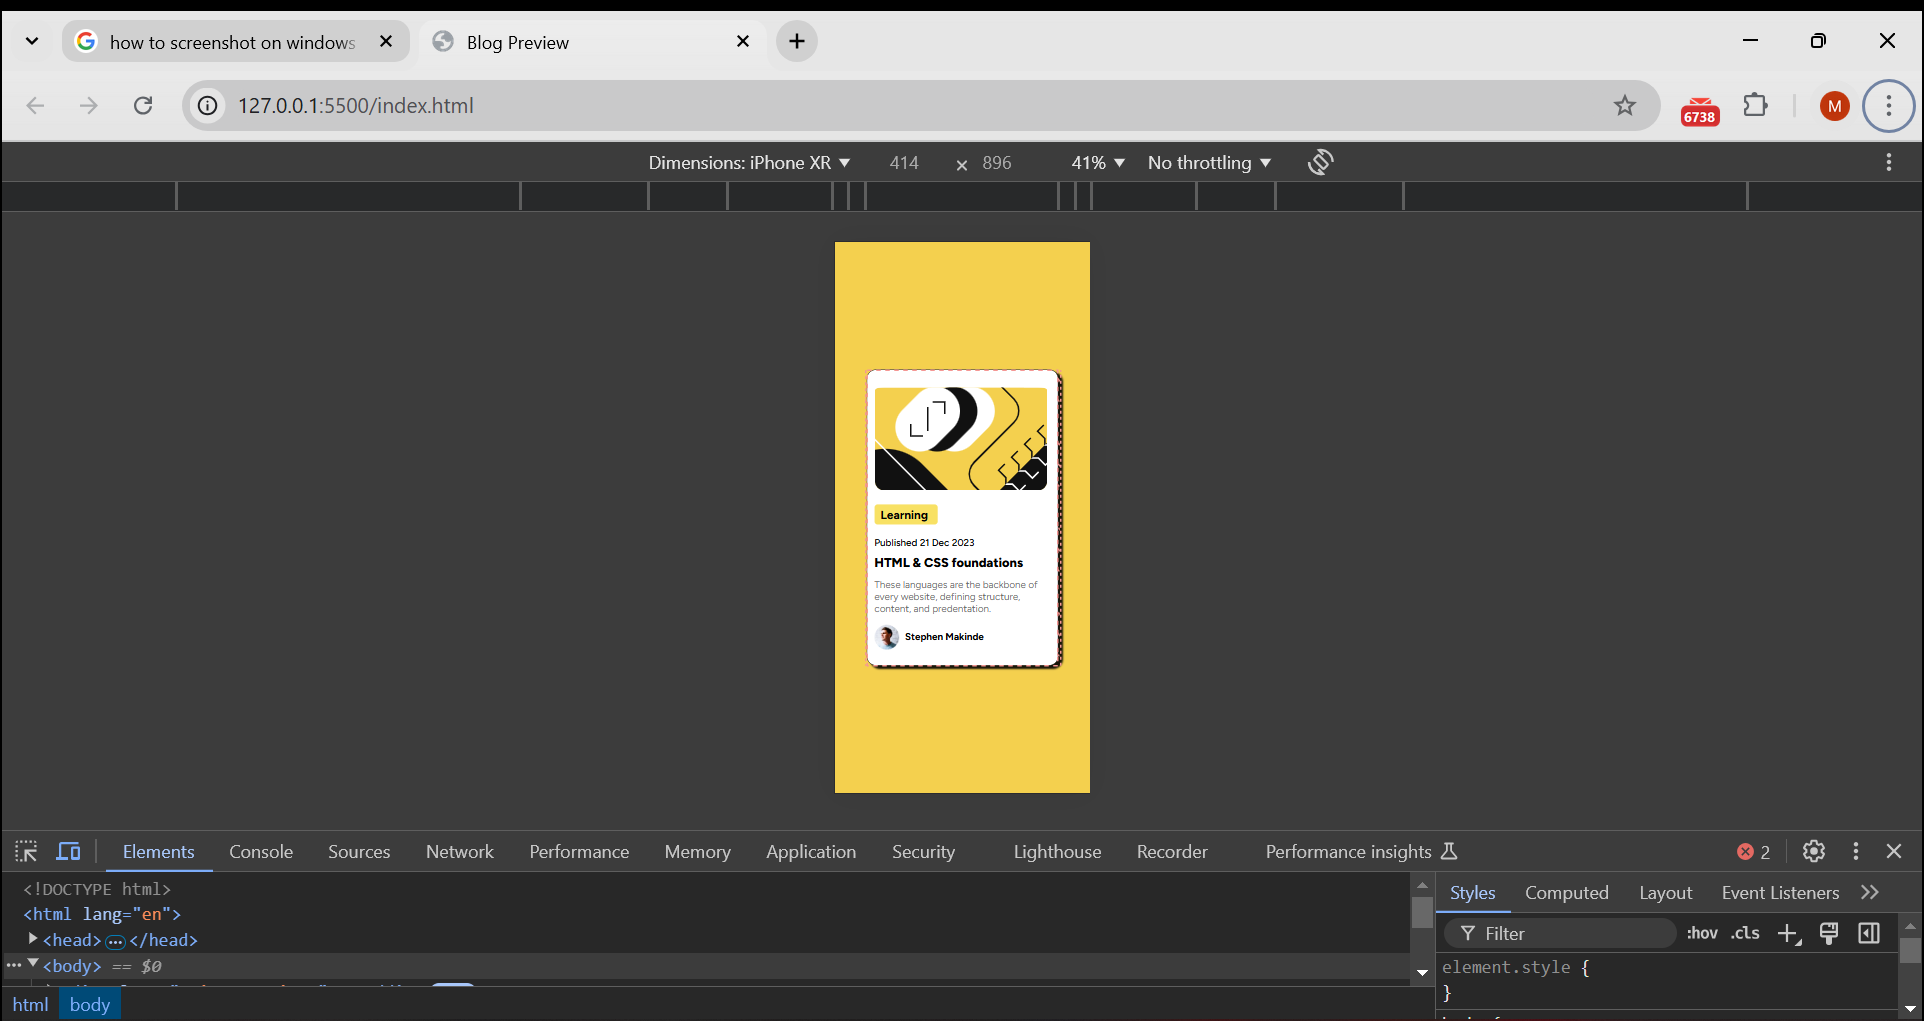 how to screenshot on windows
Blog Preview
127.0.0.1:5500/index.html
6738
M
Dimensions: iPhone XR
414
×
896
41%
No throttling
Learning
Published 21 Dec 2023
HTML & CSS foundations
These languages are the backbone of
every website, defining structure,
content, and predentation.
Stephen Makinde
Elements
Console
Sources
Network
Performance
Memory
Application
Security
Lighthouse
Recorder
Performance insights
2
<!DOCTYPE html>
<html lang="en">
<head>
</head>
<body> == $0
html
body
Styles
Computed
Layout
Event Listeners
Filter
:hov
.cls
element.style {
}